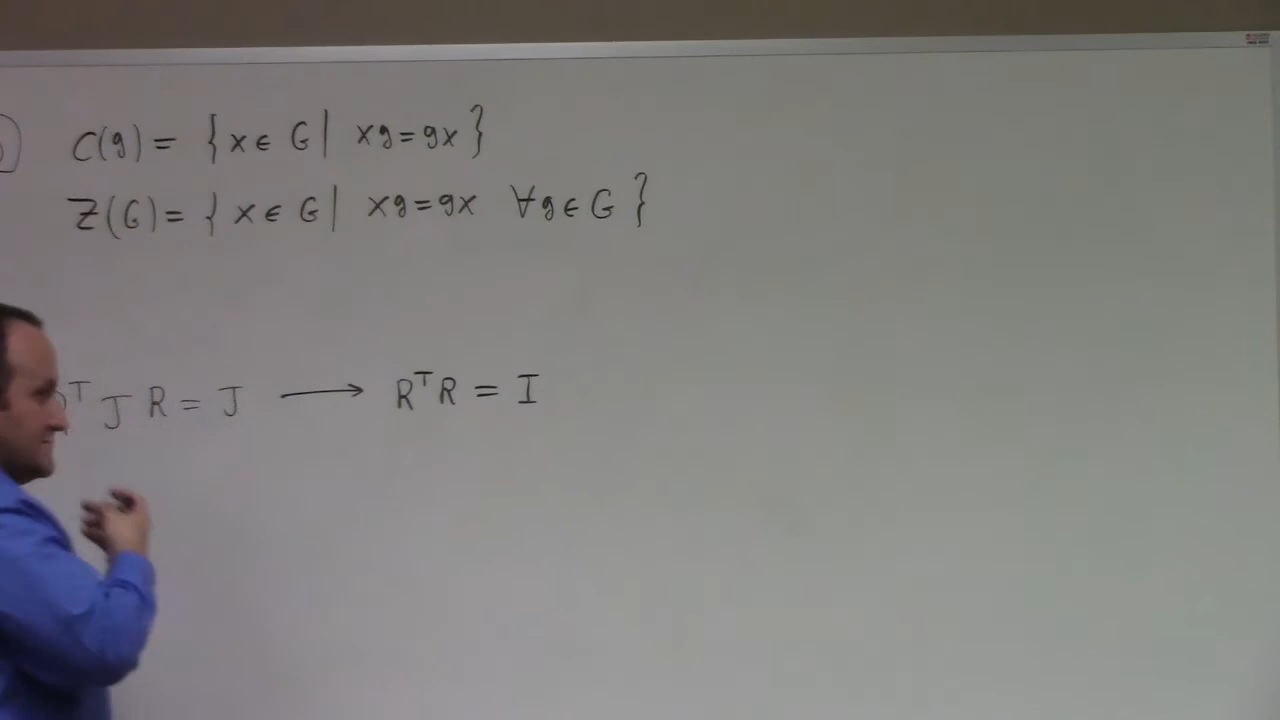 C(g) = { x ∈ G | xg = gx }
Z(G) = { x ∈ G | xg = gx ∀g ∈ G }
ᵀ J R = J ⟶ RᵀR = I